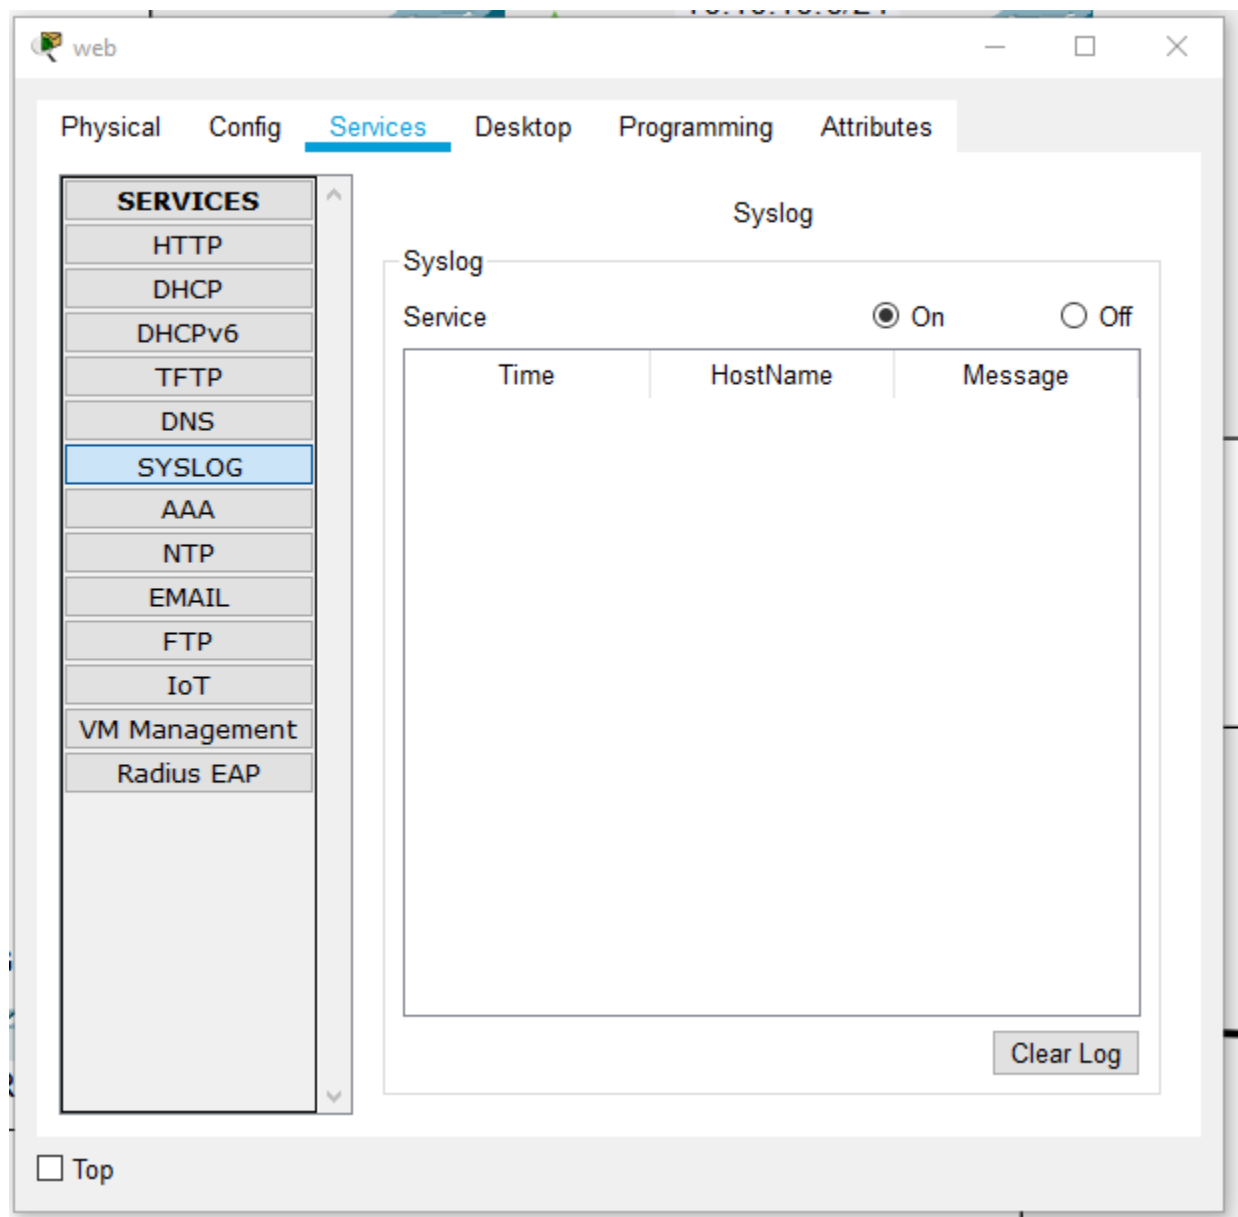 web
Physical Config Services Desktop Programming Attributes
SERVICES
HTTP
DHCP
DHCPv6
TFTP
DNS
SYSLOG
AAA
NTP
EMAIL
FTP
IoT
VM Management
Radius EAP
Syslog
Syslog
Service On Off
Time HostName Message
Clear Log
Top